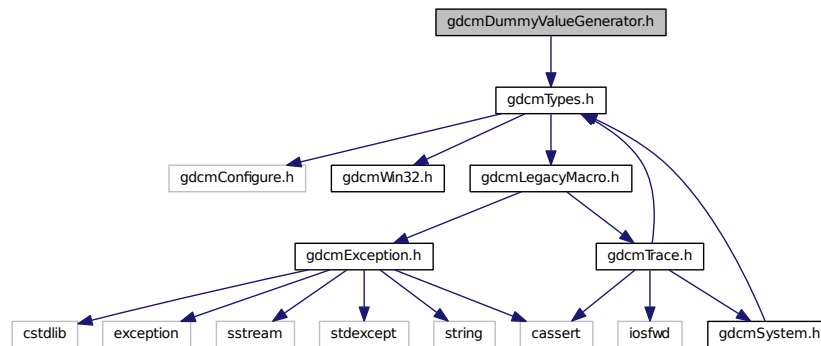 gdcmDummyValueGenerator.h
gdcmTypes.h
gdcmConfigure.h
gdcmWin32.h
gdcmLegacyMacro.h
gdcmException.h
gdcmTrace.h
cstdlib
exception
sstream
stdexcept
string
cassert
iosfwd
gdcmSystem.h